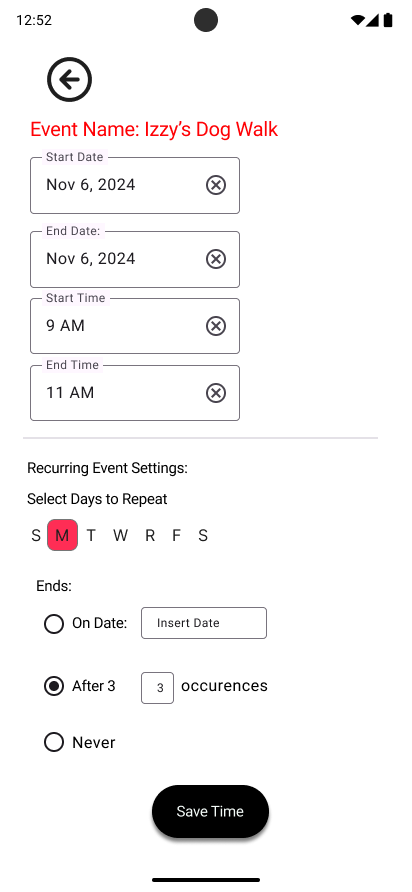 12:52
Event Name: Izzy's Dog Walk
Start Date
Nov 6, 2024
End Date:
Nov 6, 2024
Start Time
9 AM
End Time
11 AM
Recurring Event Settings:
Select Days to Repeat
S M T W R F S
Ends:
On Date: Insert Date
After 3 3 occurences
Never
Save Time